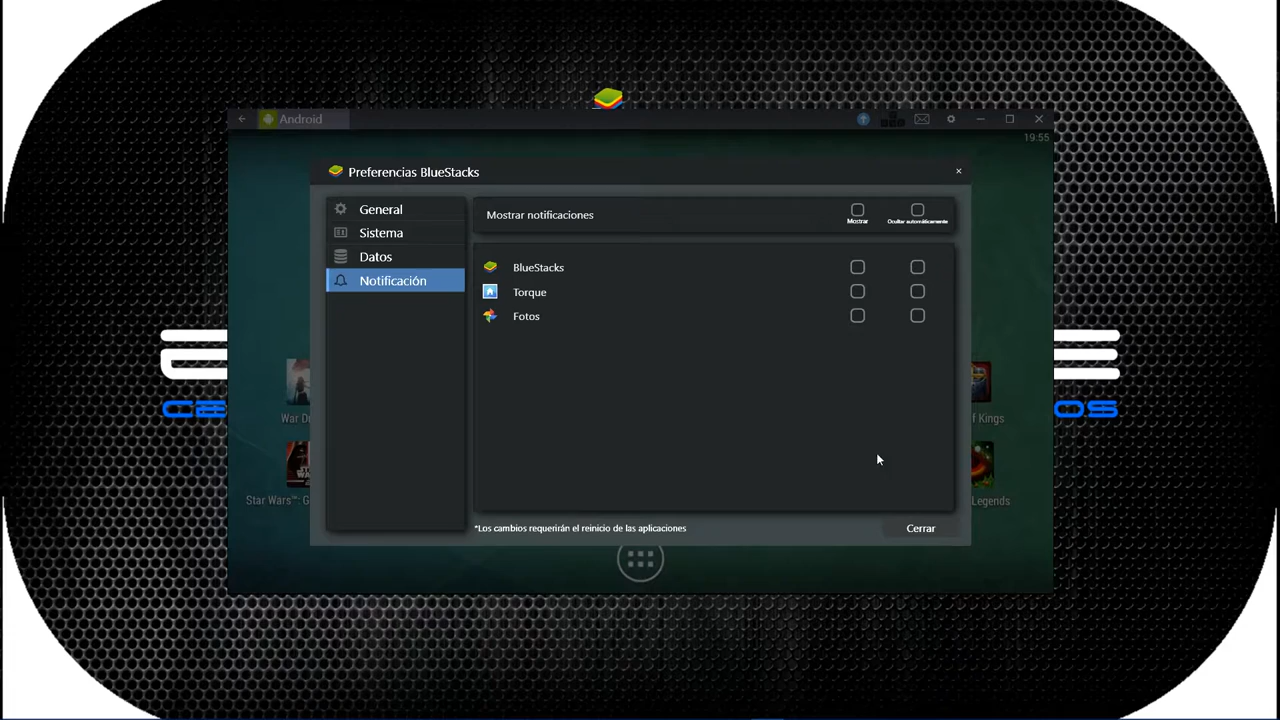 Android
19:55
Preferencias BlueStacks
General
Sistema
Datos
Notificación
Mostrar notificaciones
Mostrar
Ocultar automáticamente
BlueStacks
Torque
Fotos
War Dr
f Kings
Star Wars™: G
Legends
*Los cambios requerirán el reinicio de las aplicaciones
Cerrar